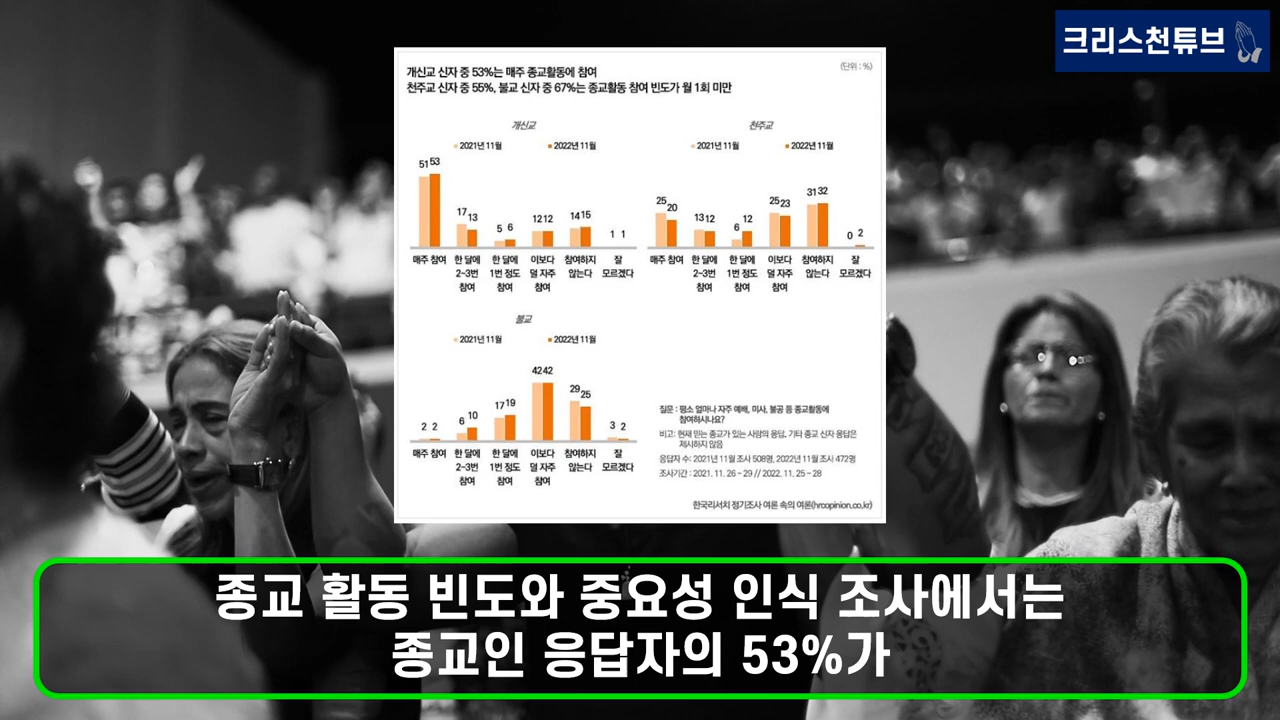 크리스천튜브
개신교 신자 중 53%는 매주 종교활동에 참여
(단위 : %)
천주교 신자 중 55%, 불교 신자 중 67%는 종교활동 참여 빈도가 월 1회 미만
개신교
2021년 11월 2022년 11월
51 53 17 13 5 6 12 12 14 15 1 1
매주 참여 한 달에 한 달에 이보다 참여하지 잘
2~3번 1번 정도 덜 자주 않는다 모르겠다
참여 참여 참여
천주교
2021년 11월 2022년 11월
25 20 13 12 6 12 25 23 31 32 0 2
매주 참여 한 달에 한 달에 이보다 참여하지 잘
2~3번 1번 정도 덜 자주 않는다 모르겠다
참여 참여 참여
불교
2021년 11월 2022년 11월
2 2 6 10 17 19 42 42 29 25 3 2
매주 참여 한 달에 한 달에 이보다 참여하지 잘
2~3번 1번 정도 덜 자주 않는다 모르겠다
참여 참여 참여
질문 : 평소 얼마나 자주 예배, 미사, 불공 등 종교활동에
참여하시나요?
비고: 현재 믿는 종교가 있는 사람의 응답. 기타 종교 신자 응답은
제시하지 않음
응답자 수: 2021년 11월 조사 508명, 2022년 11월 조사 472명
조사기간 : 2021. 11. 26 ~ 29 // 2022. 11. 25 ~ 28
한국리서치 정기조사 여론 속의 여론(hrcopinion.co.kr)
종교 활동 빈도와 중요성 인식 조사에서는
종교인 응답자의 53%가